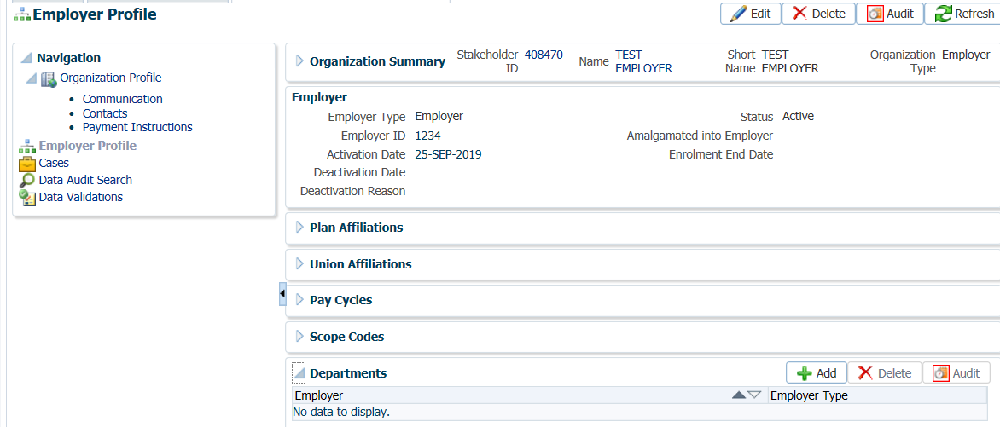 Employer Profile
Edit Delete Audit Refresh
Navigation
Organization Profile
• Communication
• Contacts
• Payment Instructions
Employer Profile
Cases
Data Audit Search
Data Validations
Organization Summary Stakeholder ID 408470 Name TEST EMPLOYER Short Name TEST EMPLOYER Organization Type Employer
Employer
Employer Type Employer Status Active
Employer ID 1234 Amalgamated into Employer
Activation Date 25-SEP-2019 Enrolment End Date
Deactivation Date
Deactivation Reason
Plan Affiliations
Union Affiliations
Pay Cycles
Scope Codes
Departments Add Delete Audit
Employer Employer Type
No data to display.